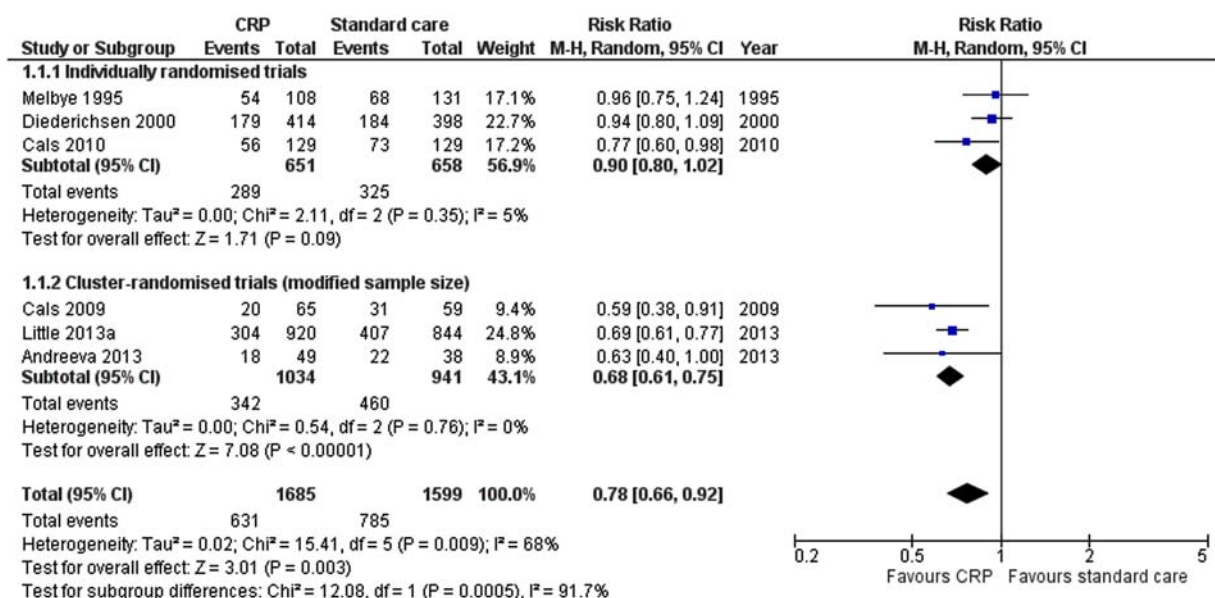 CRP Standard care Risk Ratio Risk Ratio
Study or Subgroup Events Total Events Total Weight M-H, Random, 95% CI Year M-H, Random, 95% CI
1.1.1 Individually randomised trials
Melbye 1995 54 108 68 131 17.1% 0.96 [0.75, 1.24] 1995
Diederichsen 2000 179 414 184 398 22.7% 0.94 [0.80, 1.09] 2000
Cals 2010 56 129 73 129 17.2% 0.77 [0.60, 0.98] 2010
Subtotal (95% CI) 651 658 56.9% 0.90 [0.80, 1.02]
Total events 289 325
Heterogeneity: Tau² = 0.00; Chi² = 2.11, df = 2 (P = 0.35); I² = 5%
Test for overall effect: Z = 1.71 (P = 0.09)
1.1.2 Cluster-randomised trials (modified sample size)
Cals 2009 20 65 31 59 9.4% 0.59 [0.38, 0.91] 2009
Little 2013a 304 920 407 844 24.8% 0.69 [0.61, 0.77] 2013
Andreeva 2013 18 49 22 38 8.9% 0.63 [0.40, 1.00] 2013
Subtotal (95% CI) 1034 941 43.1% 0.68 [0.61, 0.75]
Total events 342 460
Heterogeneity: Tau² = 0.00; Chi² = 0.54, df = 2 (P = 0.76); I² = 0%
Test for overall effect: Z = 7.08 (P < 0.00001)
Total (95% CI) 1685 1599 100.0% 0.78 [0.66, 0.92]
Total events 631 785
Heterogeneity: Tau² = 0.02; Chi² = 15.41, df = 5 (P = 0.009); I² = 68%
Test for overall effect: Z = 3.01 (P = 0.003)
Test for subgroup differences: Chi² = 12.08, df = 1 (P = 0.0005), I² = 91.7%
0.2 0.5 1 2 5
Favours CRP Favours standard care